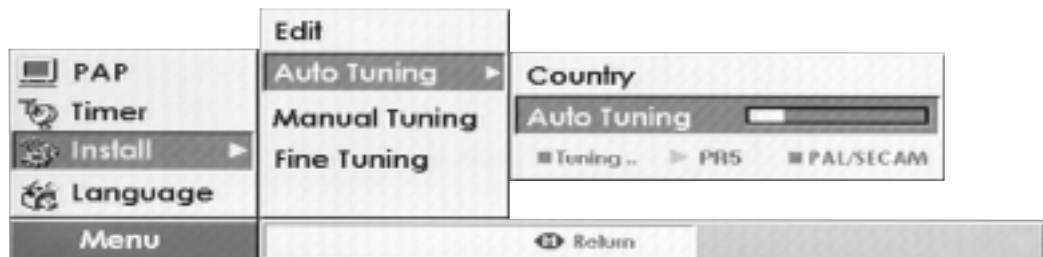 PAP
Timer
Install
Language
Menu
Edit
Auto Tuning
Manual Tuning
Fine Tuning
Country
Auto Tuning
Tuning .. PR5 PAL/SECAM
Return